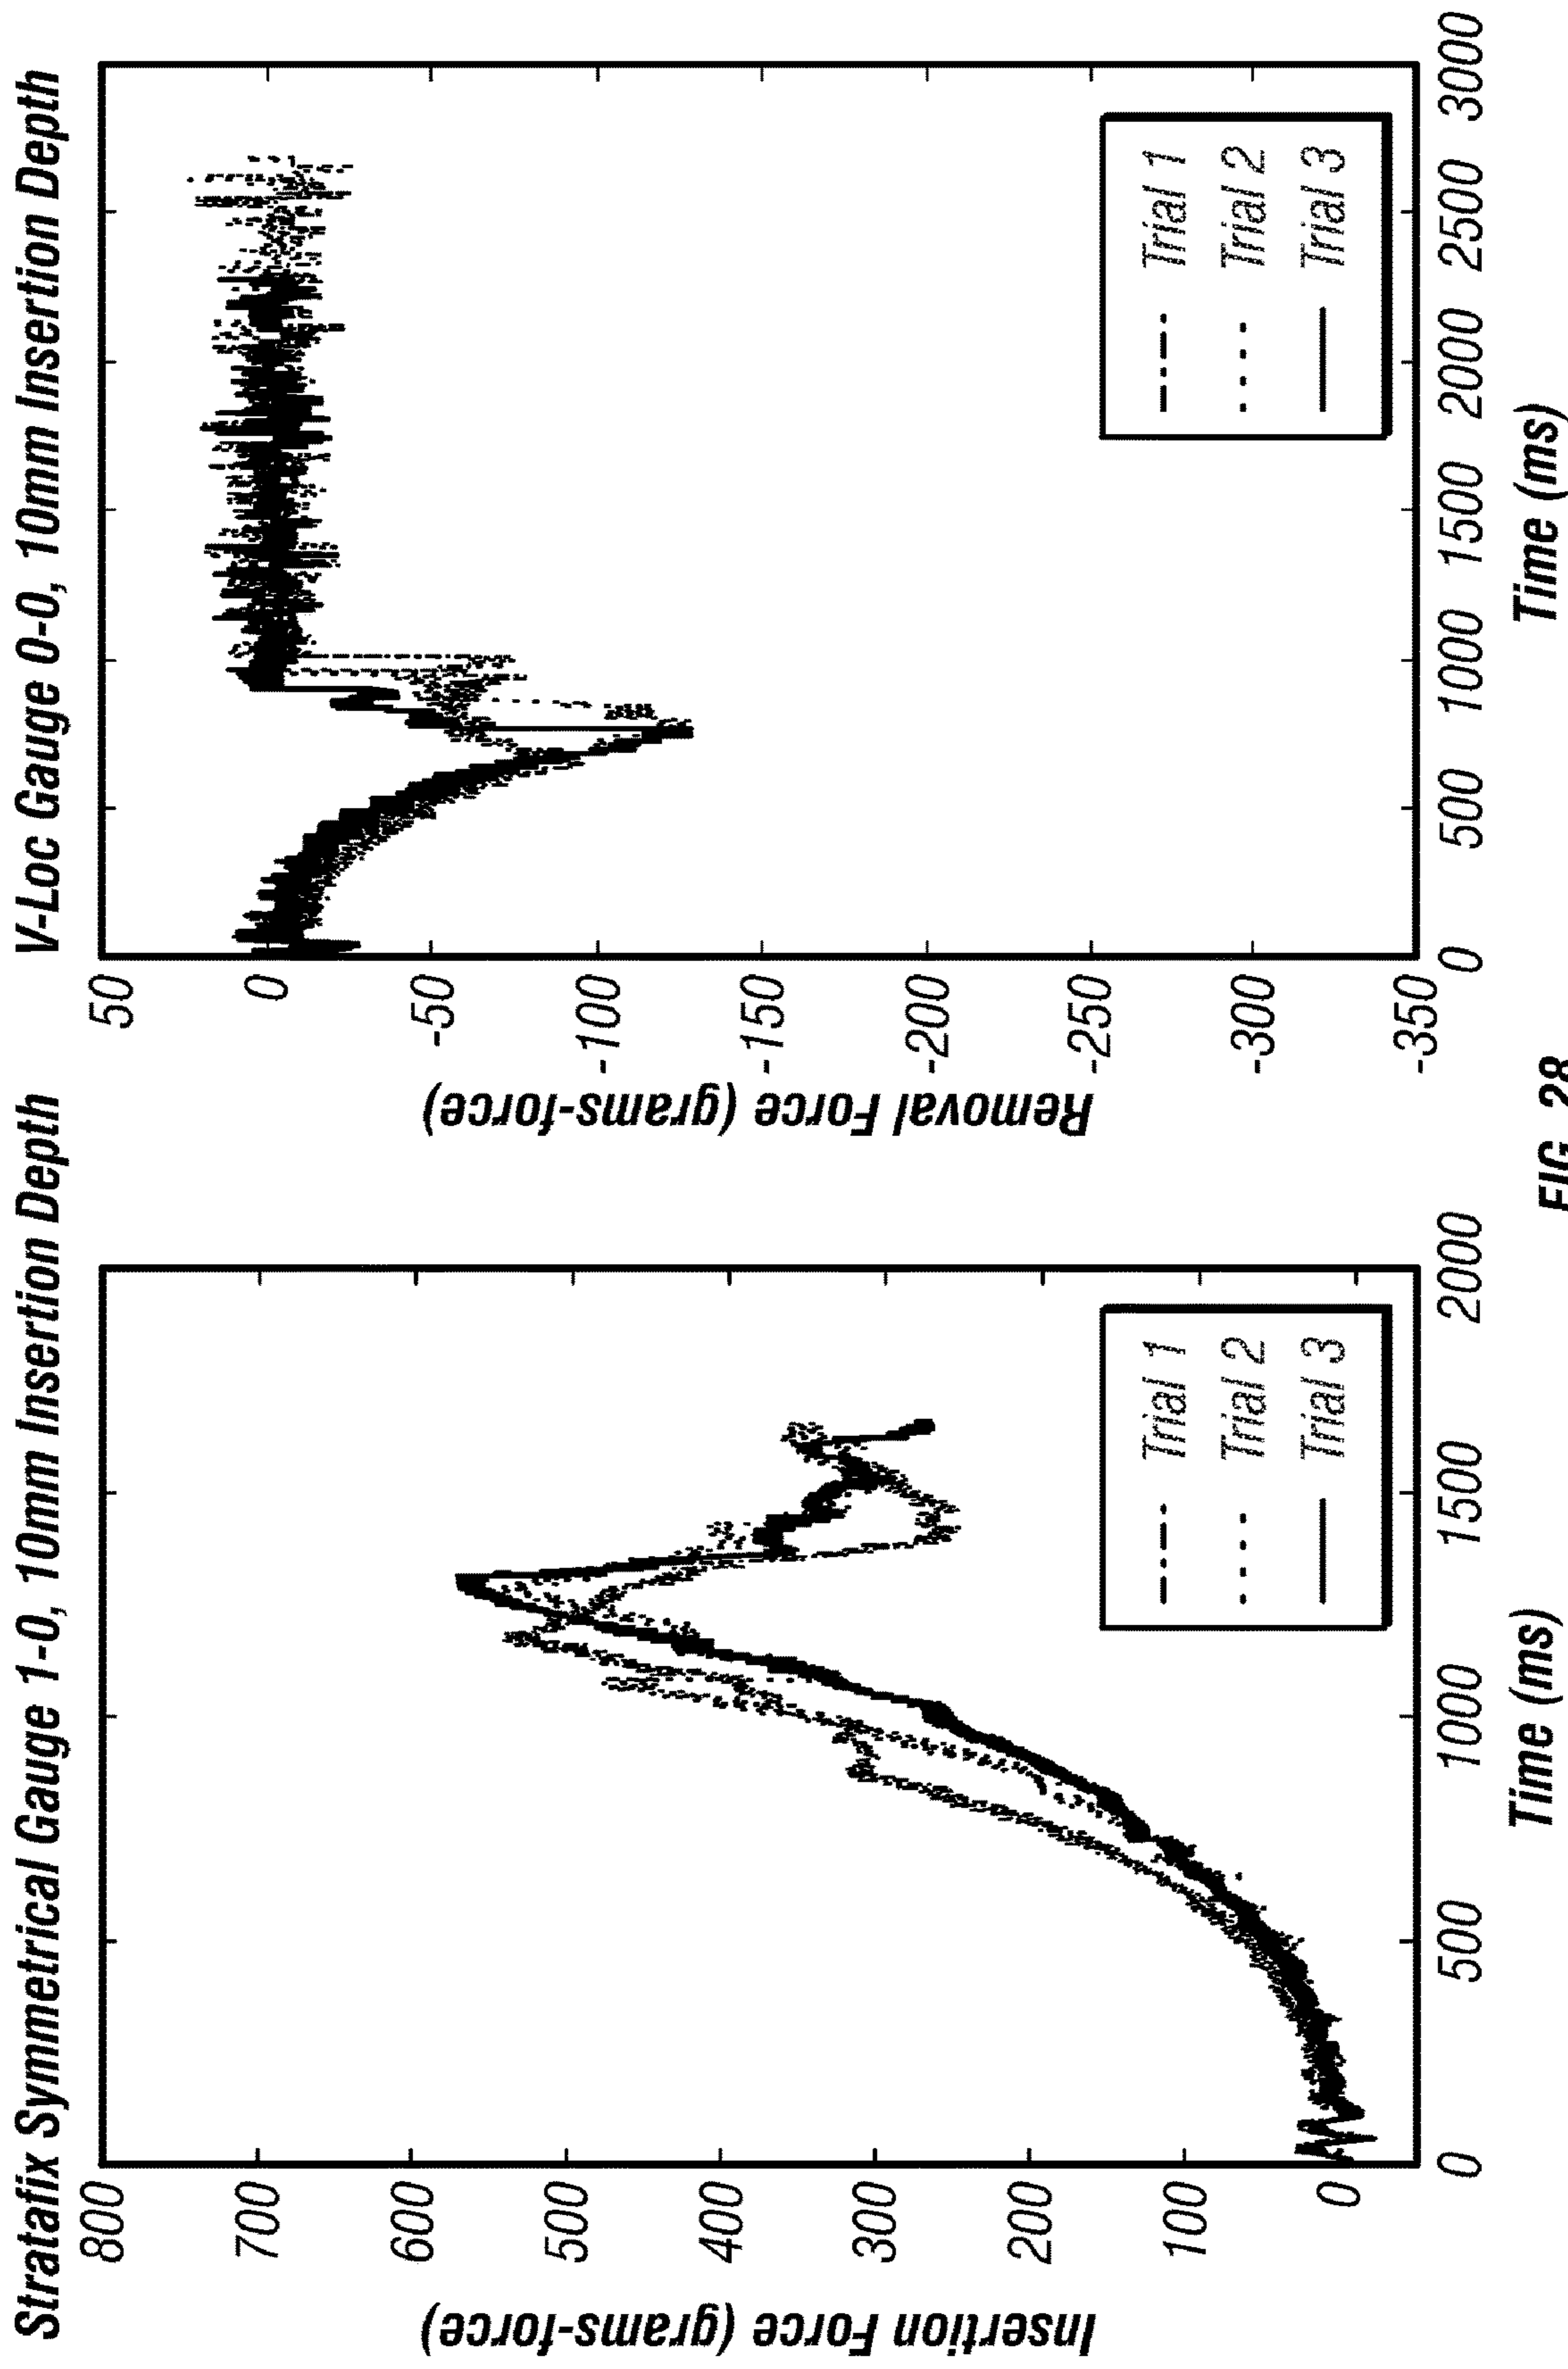 Stratafix Symmetrical Gauge 1-0, 10mm Insertion Depth
Insertion Force (grams-force)
800
700
600
500
400
300
200
100
0
0 500 1000 1500 2000
Time (ms)
Trial 1
Trial 2
Trial 3
V-Loc Gauge 0-0, 10mm Insertion Depth
Removal Force (grams-force)
50
0
-50
-100
-150
-200
-250
-300
-350
0 500 1000 1500 2000 2500 3000
Time (ms)
Trial 1
Trial 2
Trial 3
FIG. 28